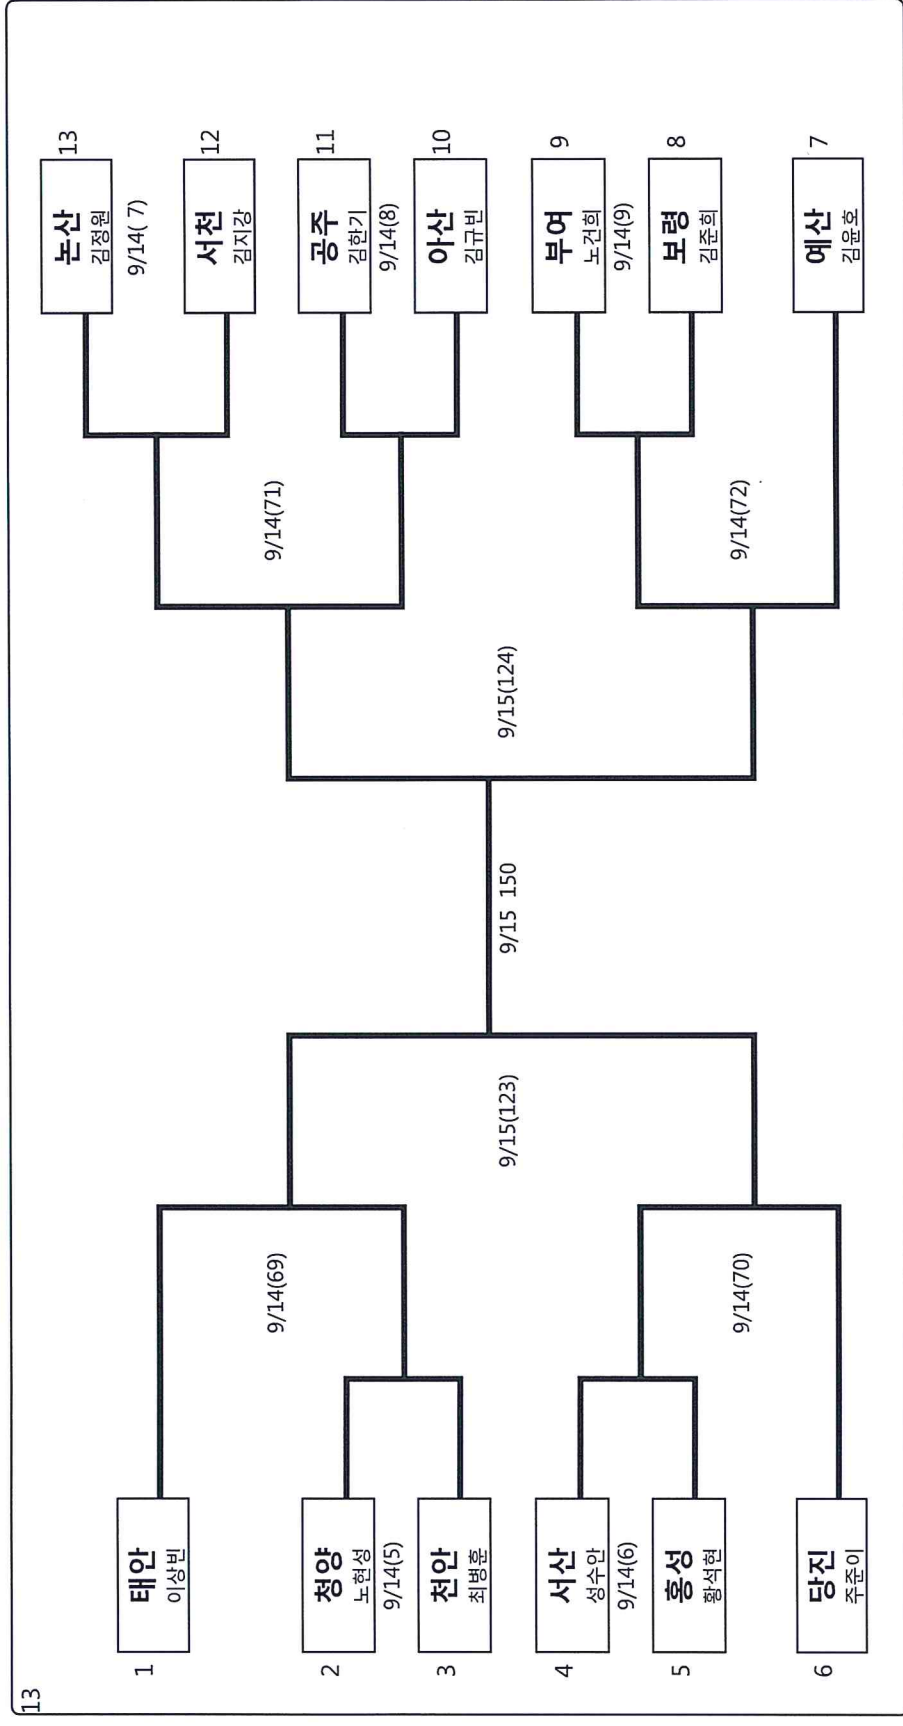 13
1
태안
이상빈
2
청양
노현성
9/14(5)
3
천안
최병훈
4
서산
성수안
9/14(6)
5
홍성
황석현
6
당진
주준이
9/14(69)
9/14(70)
9/15(123)
9/15 150
9/15(124)
9/14(71)
9/14(72)
논산
김정원
13
9/14( 7)
서천
김지강
12
공주
김한기
11
9/14(8)
아산
김규빈
10
부여
노건희
9
9/14(9)
보령
김준희
8
예산
김윤호
7